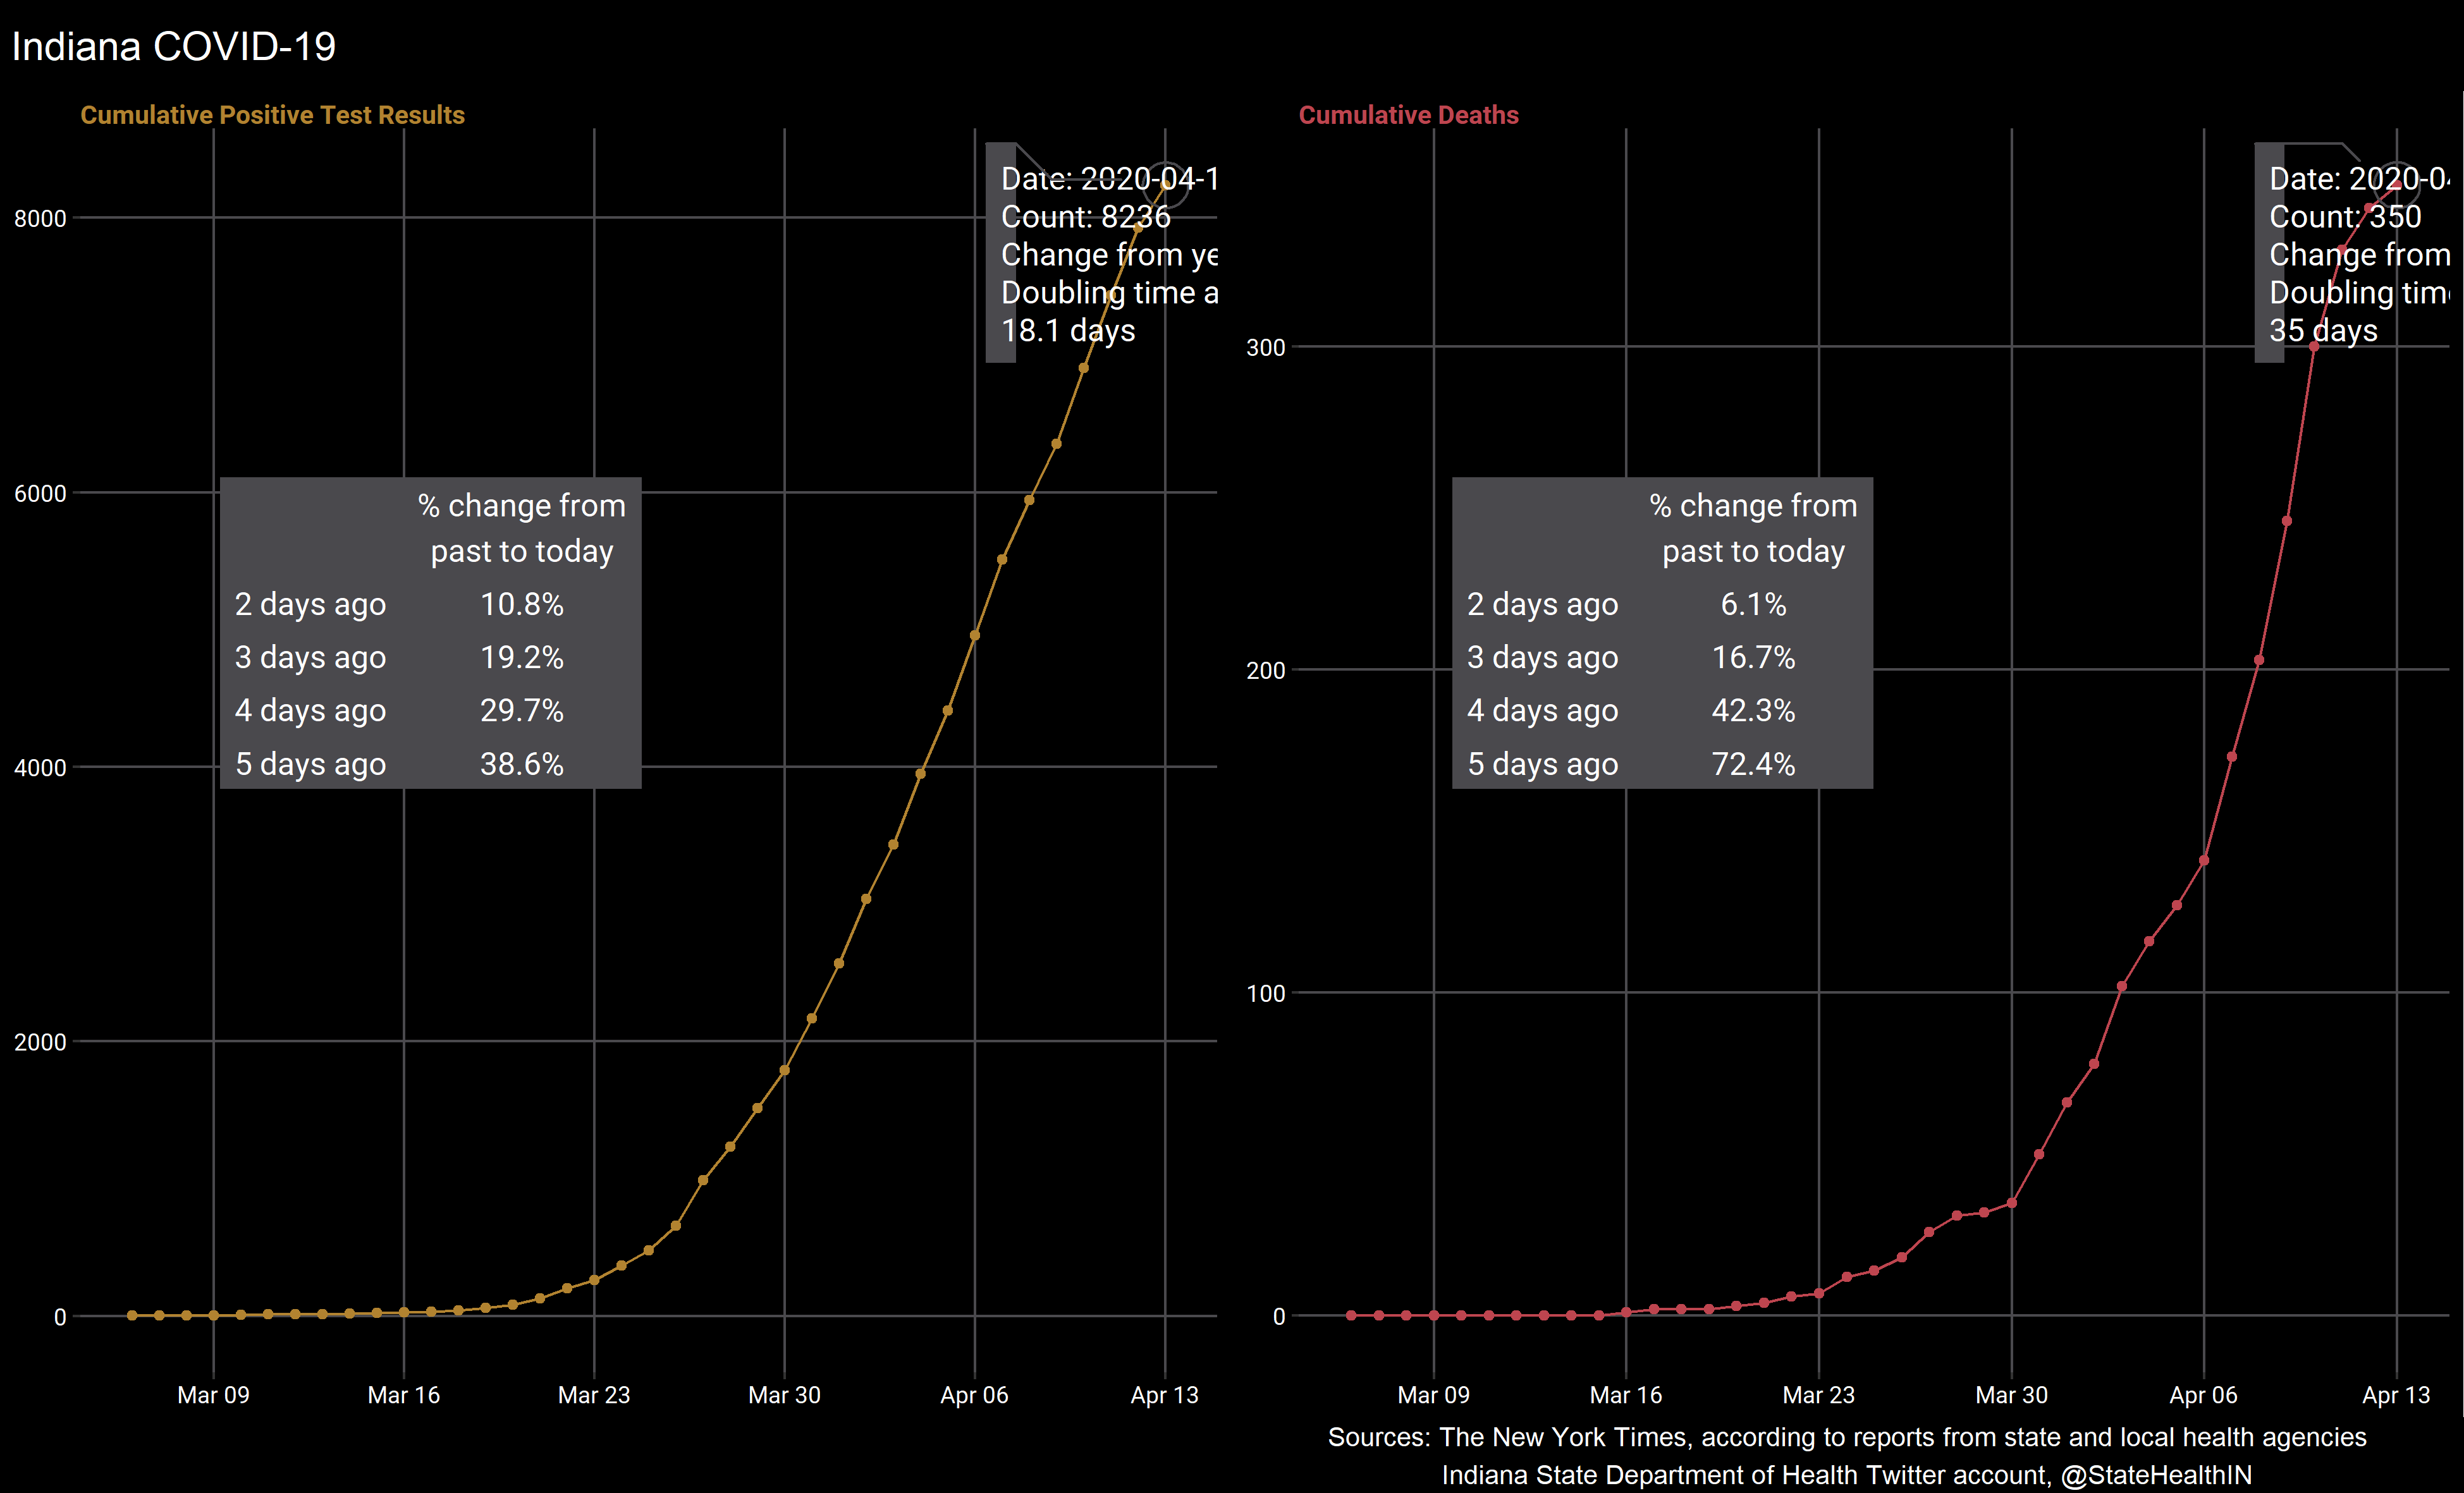 Indiana COVID-19
Cumulative Positive Test Results
Date: 2020-04-1
Count: 8236
Change from ye
Doubling time a
18.1 days
% change from
past to today
2 days ago 10.8%
3 days ago 19.2%
4 days ago 29.7%
5 days ago 38.6%
8000
6000
4000
2000
0
Mar 09 Mar 16 Mar 23 Mar 30 Apr 06 Apr 13
Cumulative Deaths
Date: 2020-04
Count: 350
Change from
Doubling time
35 days
% change from
past to today
2 days ago 6.1%
3 days ago 16.7%
4 days ago 42.3%
5 days ago 72.4%
300
200
100
0
Mar 09 Mar 16 Mar 23 Mar 30 Apr 06 Apr 13
Sources: The New York Times, according to reports from state and local health agencies
Indiana State Department of Health Twitter account, @StateHealthIN